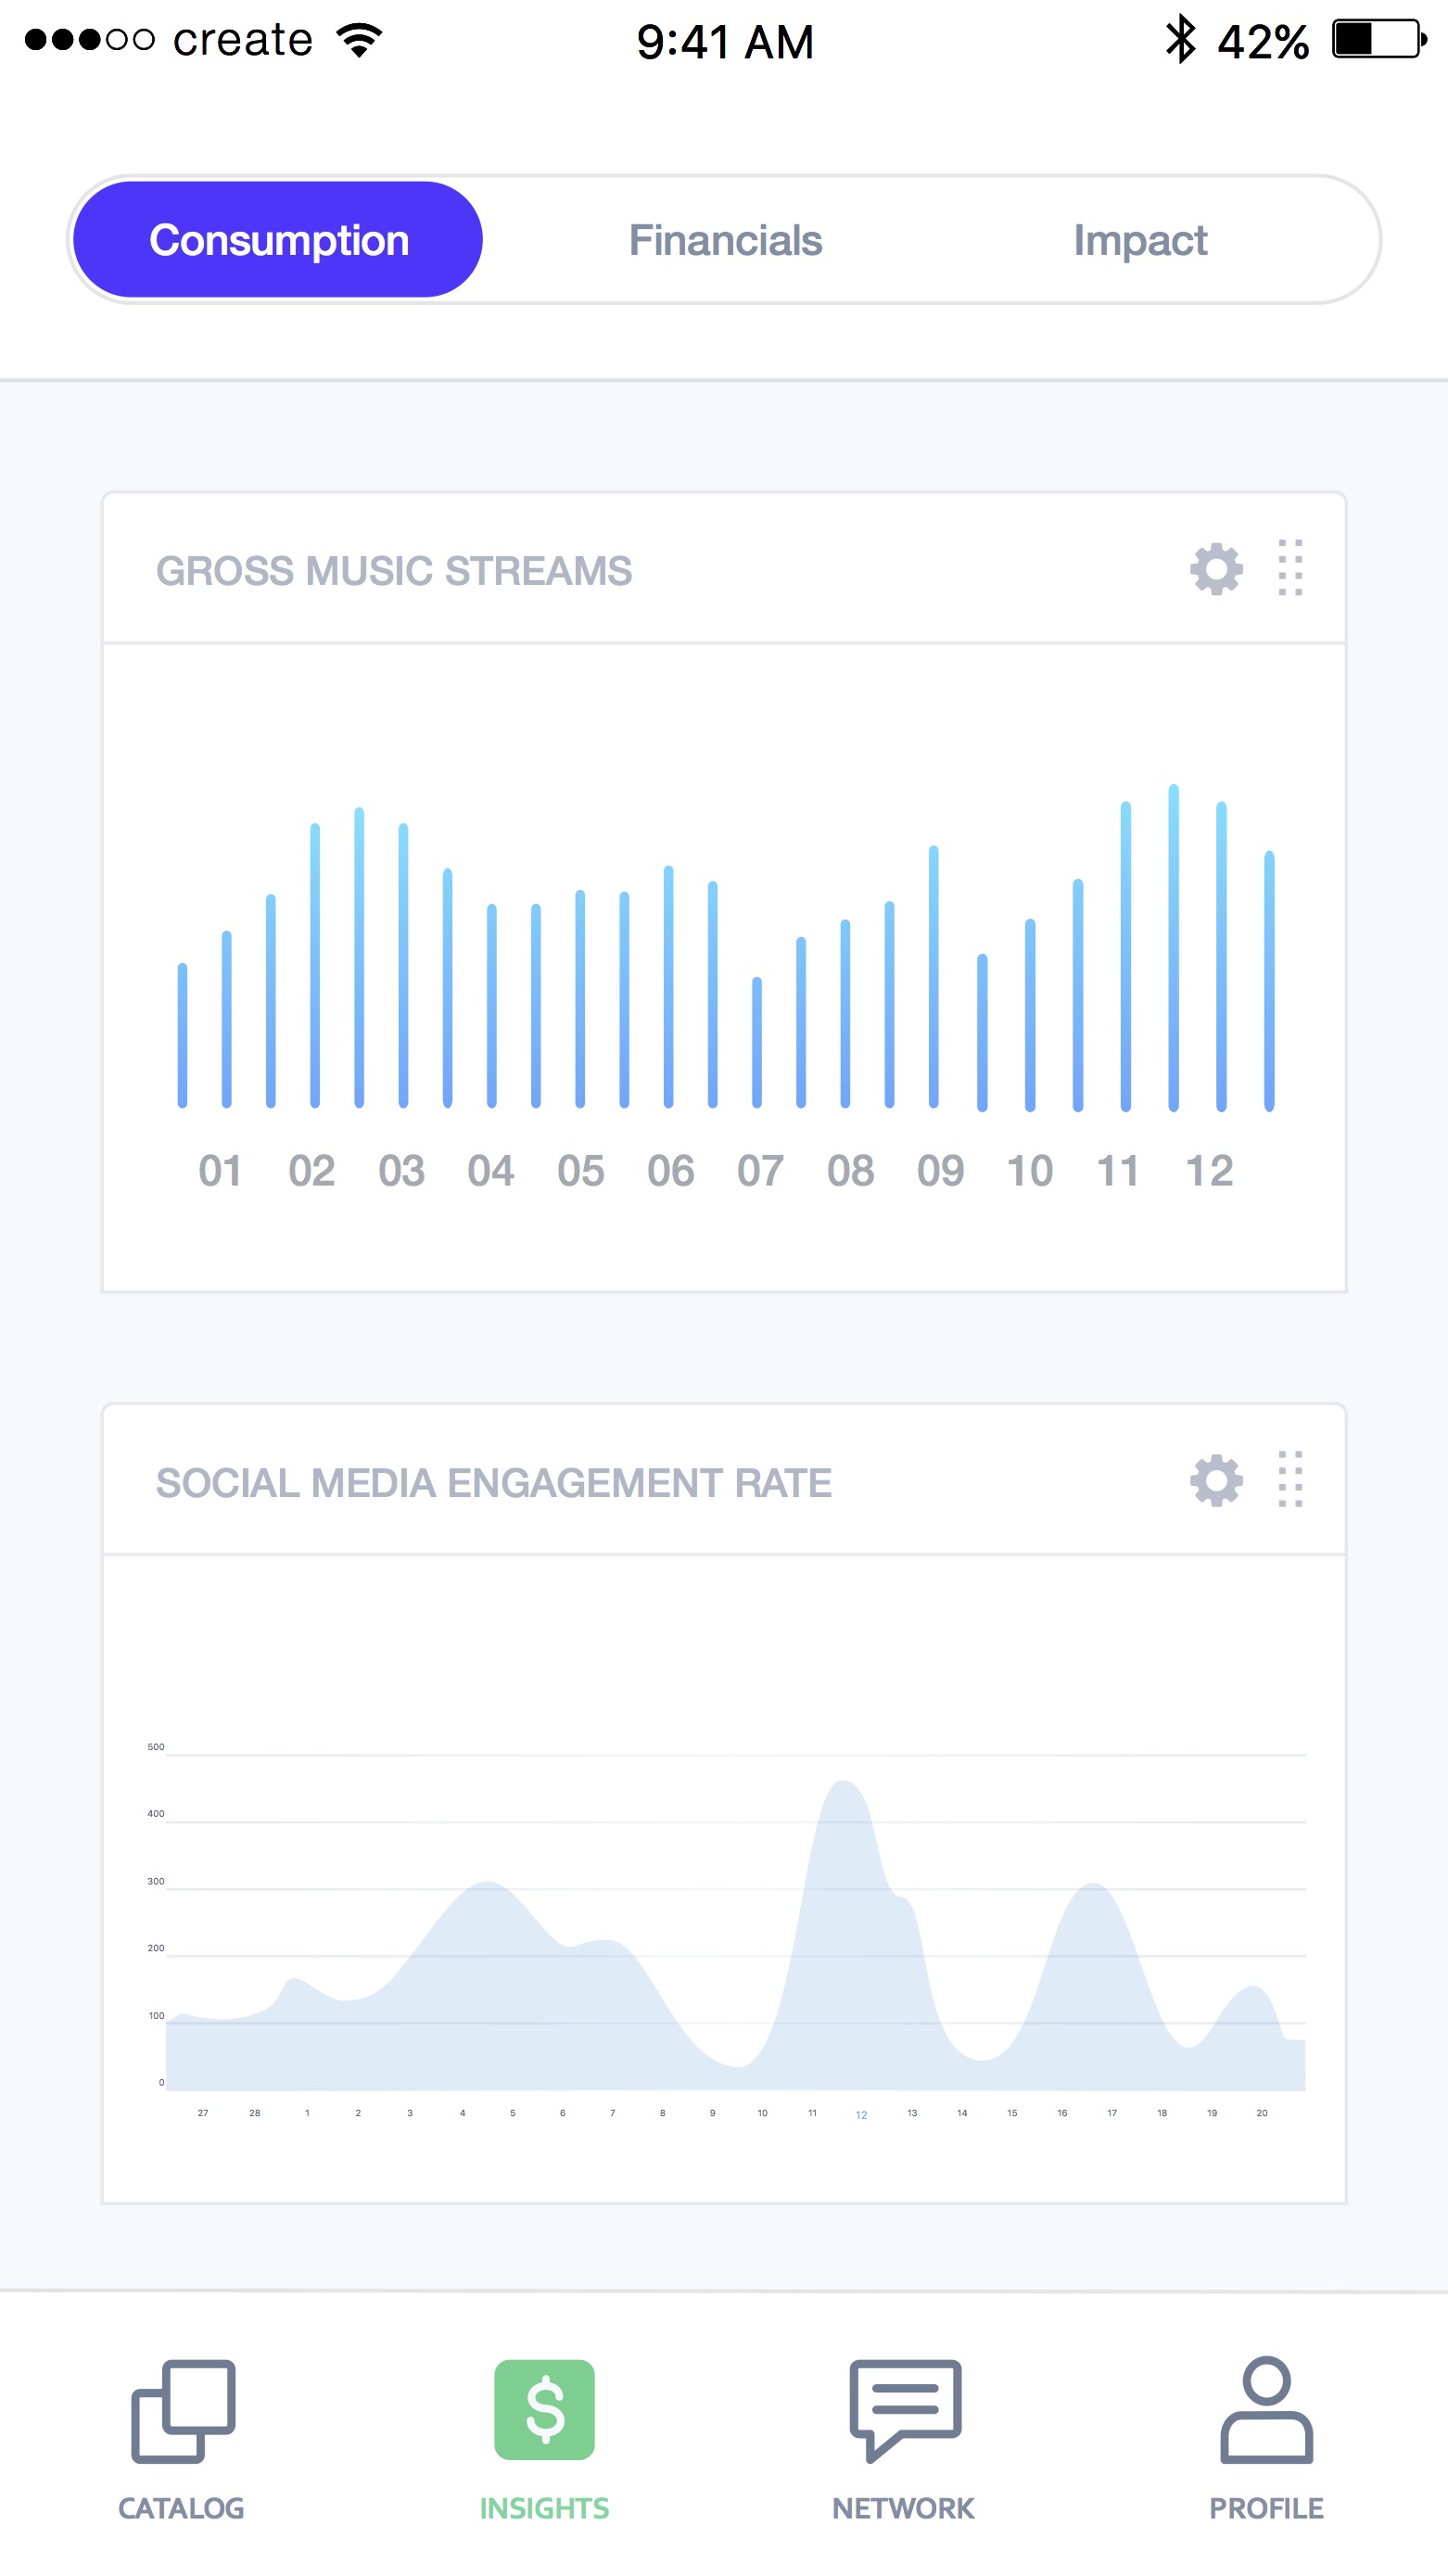 create 9:41 AM 42%
Consumption Financials Impact
GROSS MUSIC STREAMS
01 02 03 04 05 06 07 08 09 10 11 12
SOCIAL MEDIA ENGAGEMENT RATE
500
400
300
200
100
0
27 28 1 2 3 4 5 6 7 8 9 10 11 12 13 14 15 16 17 18 19 20
$
CATALOG INSIGHTS NETWORK PROFILE